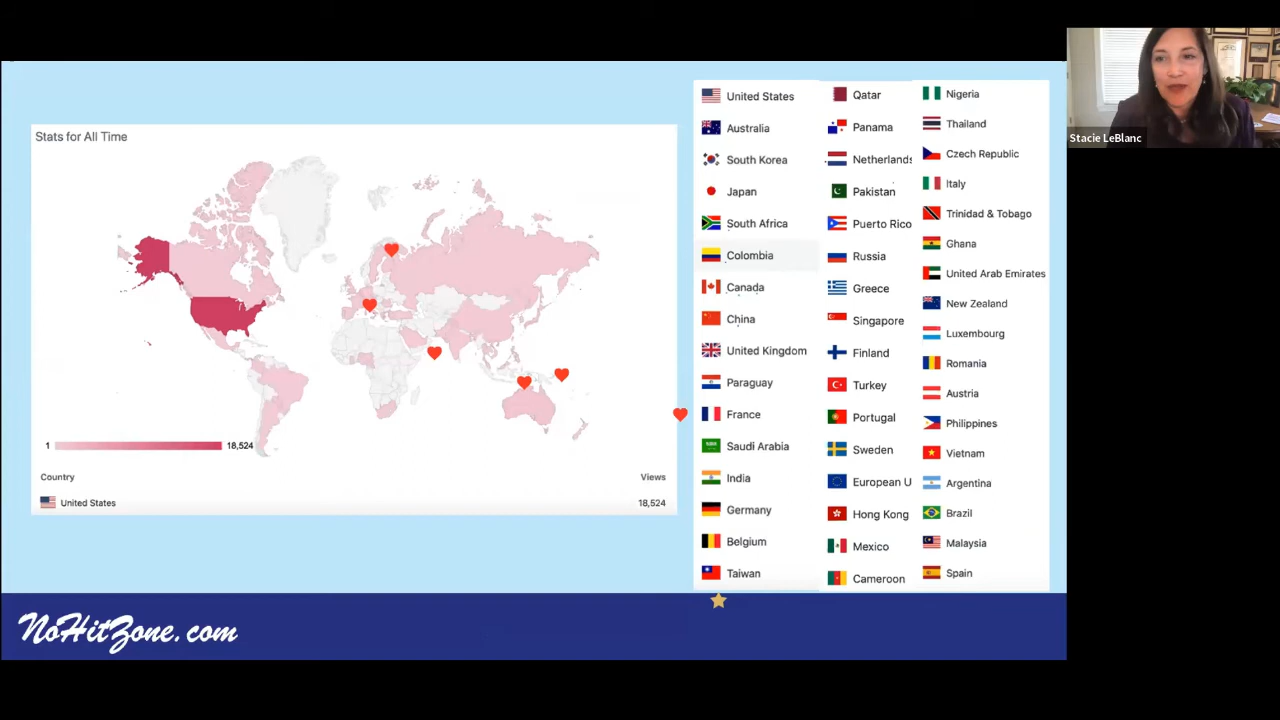 Stats for All Time
1
18,524
Country
Views
United States
18,524
United States
Australia
South Korea
Japan
South Africa
Colombia
Canada
China
United Kingdom
Paraguay
France
Saudi Arabia
India
Germany
Belgium
Taiwan
Qatar
Panama
Netherlands
Pakistan
Puerto Rico
Russia
Greece
Singapore
Finland
Turkey
Portugal
Sweden
European U
Hong Kong
Mexico
Cameroon
Nigeria
Thailand
Czech Republic
Italy
Trinidad & Tobago
Ghana
United Arab Emirates
New Zealand
Luxembourg
Romania
Austria
Philippines
Vietnam
Argentina
Brazil
Malaysia
Spain
NoHitZone.com
Stacie LeBlanc